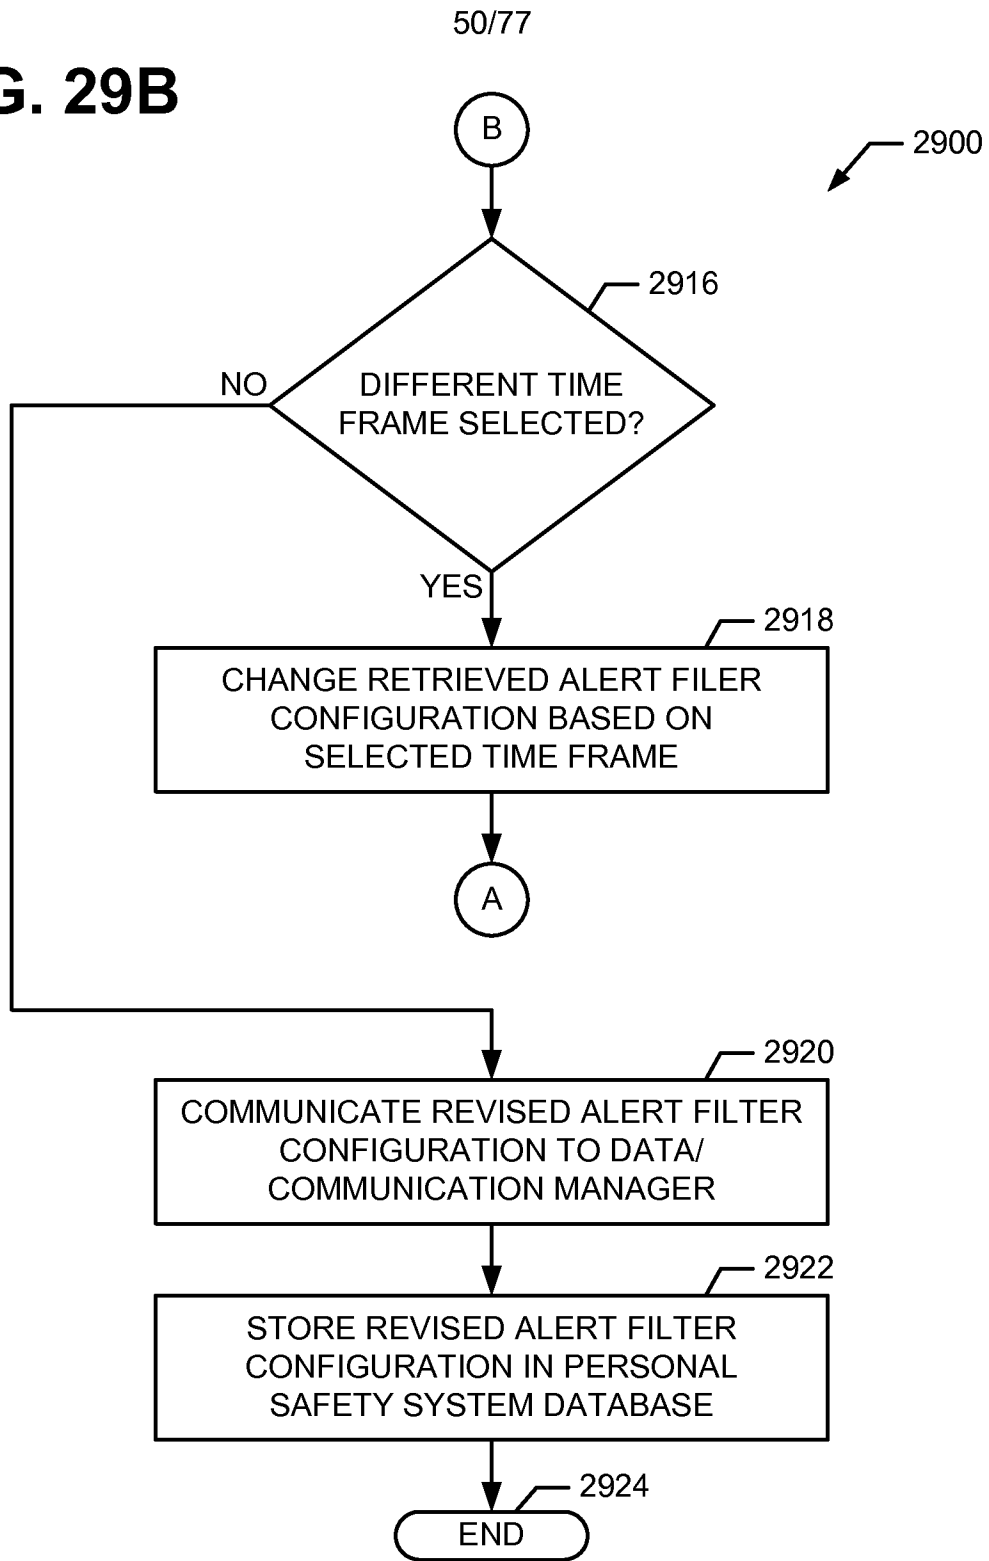 50/77
G. 29B
B
2900
2916
NO
DIFFERENT TIME
FRAME SELECTED?
YES
2918
CHANGE RETRIEVED ALERT FILER
CONFIGURATION BASED ON
SELECTED TIME FRAME
A
2920
COMMUNICATE REVISED ALERT FILTER
CONFIGURATION TO DATA/
COMMUNICATION MANAGER
2922
STORE REVISED ALERT FILTER
CONFIGURATION IN PERSONAL
SAFETY SYSTEM DATABASE
2924
END